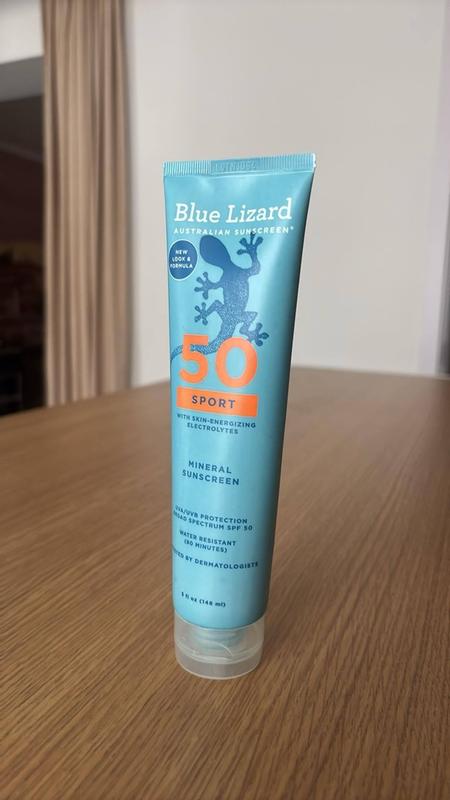 Blue Lizard
AUSTRALIAN SUNSCREEN®
NEW
LOOK &
FORMULA
50
SPORT
WITH SKIN-ENERGIZING
ELECTROLYTES
MINERAL
SUNSCREEN
UVA/UVB PROTECTION
BROAD SPECTRUM SPF 50
WATER RESISTANT
(80 MINUTES)
BY DERMATOLOGISTS
5 fl oz (148 ml)